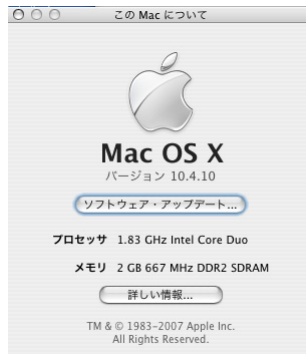 この Mac について
Mac OS X
バージョン 10.4.10
ソフトウェア・アップデート...
プロセッサ 1.83 GHz Intel Core Duo
メモリ 2 GB 667 MHz DDR2 SDRAM
詳しい情報...
TM & © 1983-2007 Apple Inc.
All Rights Reserved.